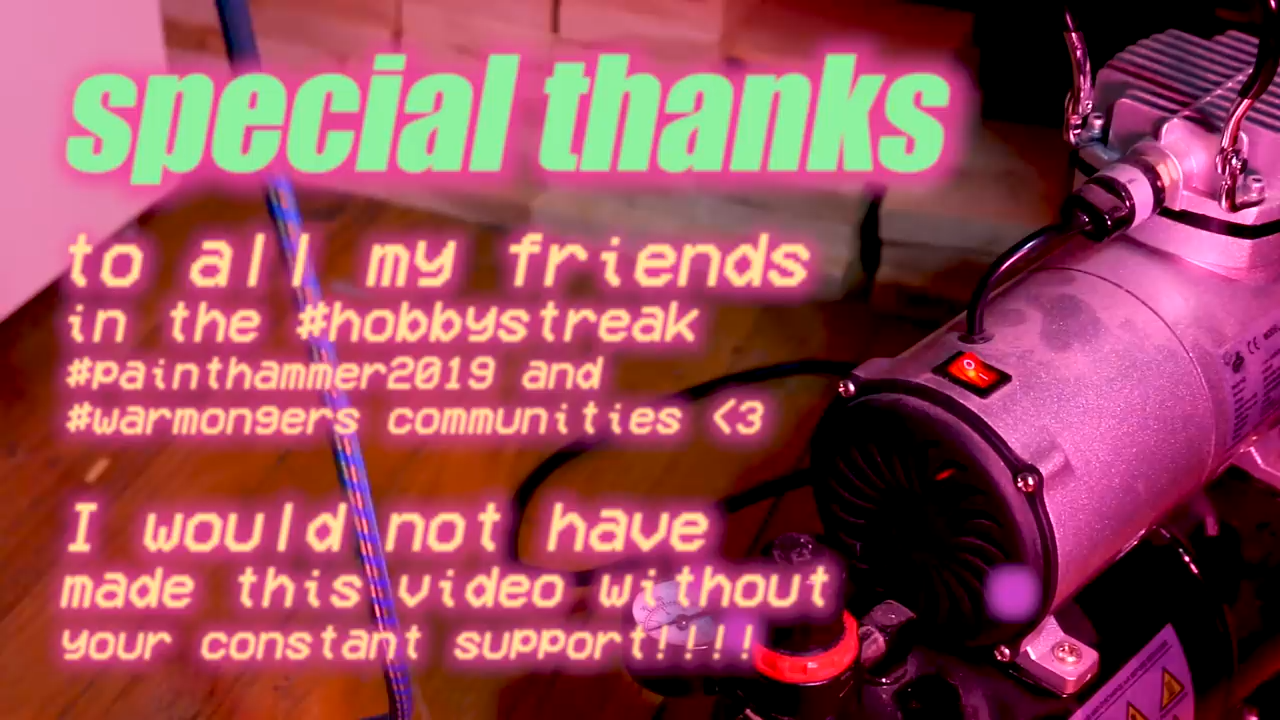 special thanks
to all my friends
in the #hobbystreak
#painthammer2019 and
#warmongers communities <3
I would not have
made this video without
your constant support!!!!